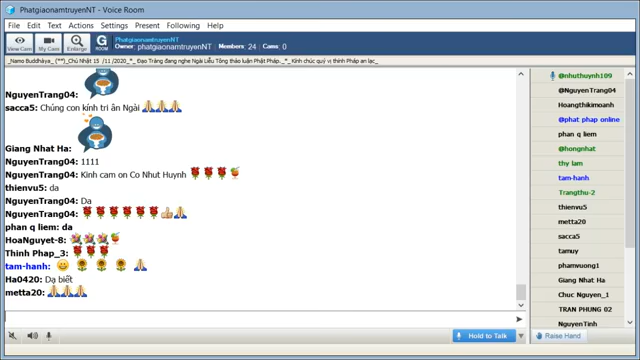 PhatgiaonamtruyenNT - Voice Room
File Edit Text Actions Settings Present Following Help
View Cam My Cam Enlarge G ROOM Room: PhatgiaonamtruyenNT Members: 24 Cams: 0
Owner: phatgiaonamtruyenNT
_Namo Buddhaya_ (**)_Chú Nhật 15 /11 /2020_*_ Đạo Tràng đang nghe Ngài Liễu Tông thảo luận Phật Pháp._*_ Kính chúc quý vị thính Pháp an lạc_
NguyenTrang04:
sacca5: Chúng con kính tri ân Ngài
Giang Nhat Ha:
NguyenTrang04: 1111
NguyenTrang04: Kinh cam on Co Nhut Huynh
thienvu5: da
NguyenTrang04: Da
NguyenTrang04:
phan q liem: da
HoaNguyet-8:
Thinh Phap_3:
tam-hanh:
Ha0420: Dạ biết
metta20:
@nhuthuynh109
@NguyenTrang04
Hoangthikimoanh
@phat phap online
phan q liem
@hongnhat
thy lam
tam-hanh
Trangthu-2
thienvu5
metta20
sacca5
tamuy
phamvuong1
Giang Nhat Ha
Chuc Nguyen_1
TRAN PHUNG 02
NguyenTinh
Hold to Talk
Raise Hand